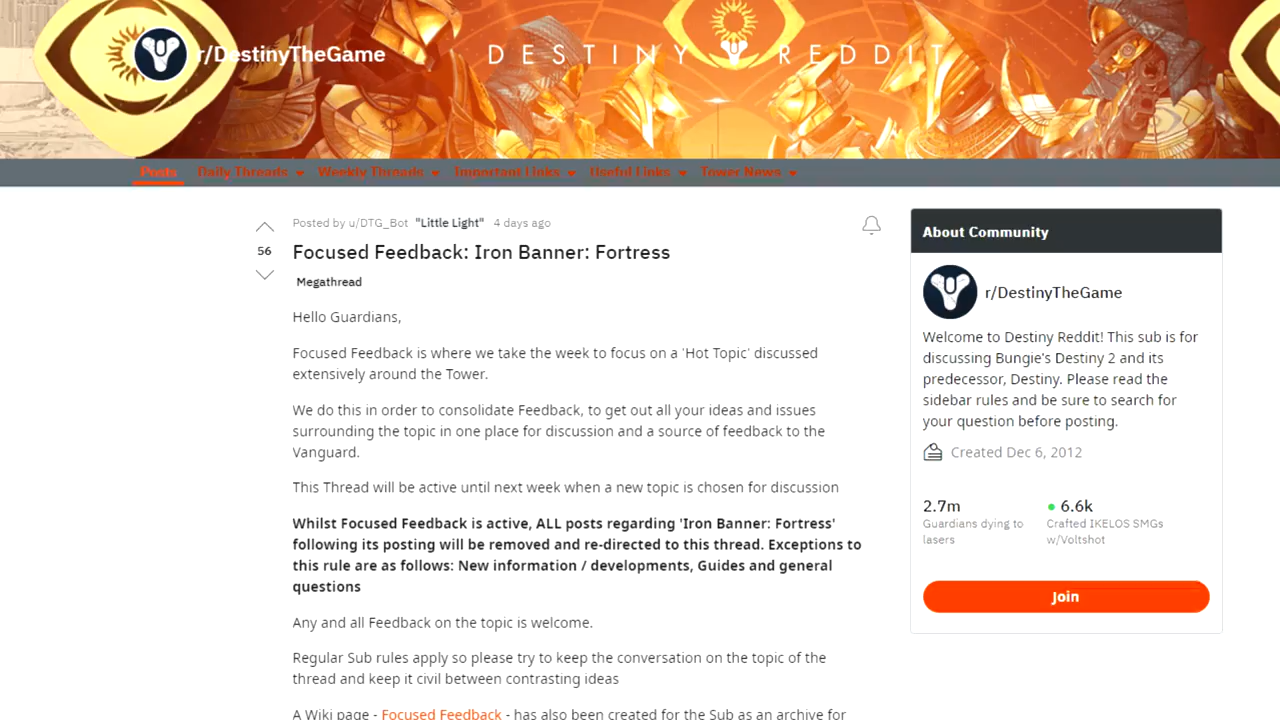 r/DestinyTheGame
DESTINY REDDIT
Posts Daily Threads Weekly Threads Important Links Useful Links Tower News
Posted by u/DTG_Bot "Little Light" 4 days ago
56
Focused Feedback: Iron Banner: Fortress
Megathread
Hello Guardians,
Focused Feedback is where we take the week to focus on a 'Hot Topic' discussed
extensively around the Tower.
We do this in order to consolidate Feedback, to get out all your ideas and issues
surrounding the topic in one place for discussion and a source of feedback to the
Vanguard.
This Thread will be active until next week when a new topic is chosen for discussion
Whilst Focused Feedback is active, ALL posts regarding 'Iron Banner: Fortress'
following its posting will be removed and re-directed to this thread. Exceptions to
this rule are as follows: New information / developments, Guides and general
questions
Any and all Feedback on the topic is welcome.
Regular Sub rules apply so please try to keep the conversation on the topic of the
thread and keep it civil between contrasting ideas
A Wiki page - Focused Feedback - has also been created for the Sub as an archive for
About Community
r/DestinyTheGame
Welcome to Destiny Reddit! This sub is for
discussing Bungie's Destiny 2 and its
predecessor, Destiny. Please read the
sidebar rules and be sure to search for
your question before posting.
Created Dec 6, 2012
2.7m
Guardians dying to
lasers
6.6k
Crafted IKELOS SMGs
w/Voltshot
Join